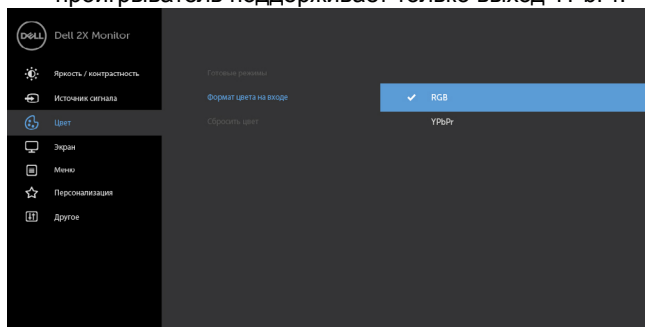 проигрыватель поддерживает только выход YPbPr.
DELL
Dell 2X Monitor
Яркость / контрастность
Готовые режимы
Источник сигнала
Формат цвета на входе
✓ RGB
Цвет
Сбросить цвет
YPbPr
Экран
Меню
Персонализация
Другое